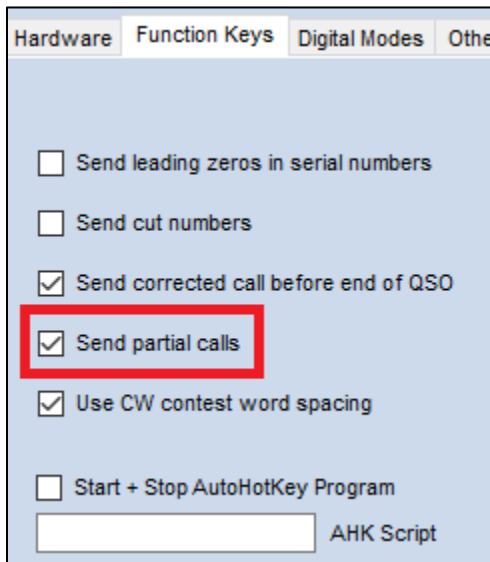 Hardware Function Keys Digital Modes Othe
Send leading zeros in serial numbers
Send cut numbers
Send corrected call before end of QSO
Send partial calls
Use CW contest word spacing
Start + Stop AutoHotKey Program
AHK Script